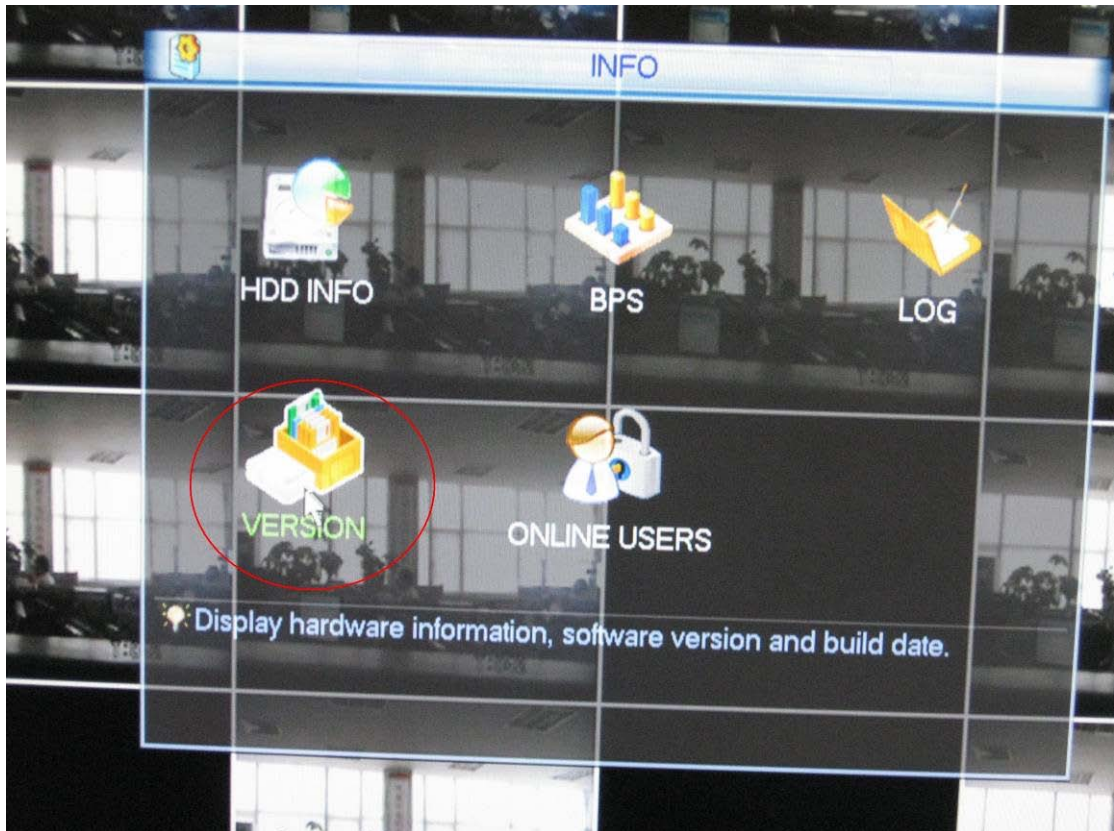 INFO
HDD INFO
BPS
LOG
VERSION
ONLINE USERS
Display hardware information, software version and build date.